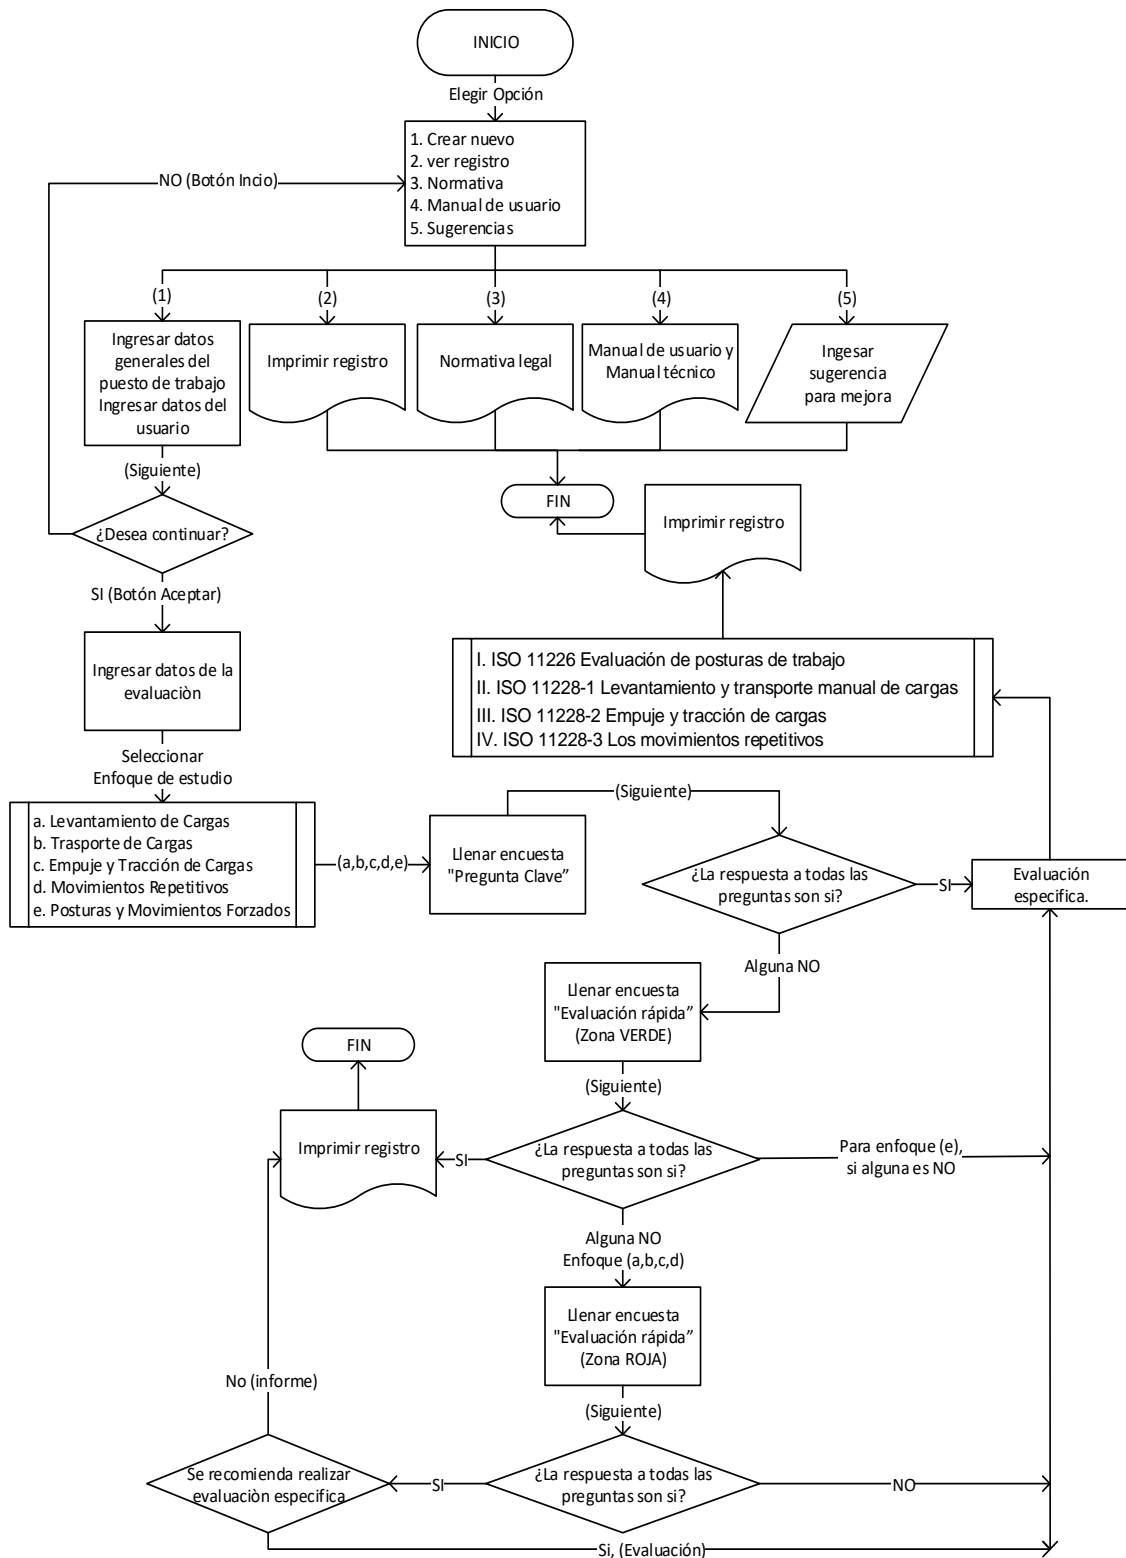 INICIO
Elegir Opción
1. Crear nuevo
2. ver registro
3. Normativa
4. Manual de usuario
5. Sugerencias
NO (Botón Incio)
(1)
(2)
(3)
(4)
(5)
Ingresar datos
generales del
puesto de trabajo
Ingresar datos del
usuario
Imprimir registro
Normativa legal
Manual de usuario y
Manual técnico
Ingesar
sugerencia
para mejora
(Siguiente)
¿Desea continuar?
FIN
Imprimir registro
SI (Botón Aceptar)
Ingresar datos de la
evaluaciòn
I. ISO 11226 Evaluación de posturas de trabajo
II. ISO 11228-1 Levantamiento y transporte manual de cargas
III. ISO 11228-2 Empuje y tracción de cargas
IV. ISO 11228-3 Los movimientos repetitivos
Seleccionar
Enfoque de estudio
a. Levantamiento de Cargas
b. Trasporte de Cargas
c. Empuje y Tracción de Cargas
d. Movimientos Repetitivos
e. Posturas y Movimientos Forzados
(a,b,c,d,e)
Llenar encuesta
"Pregunta Clave”
(Siguiente)
¿La respuesta a todas las
preguntas son si?
SI
Evaluación
especifica.
Alguna NO
Llenar encuesta
"Evaluación rápida”
(Zona VERDE)
(Siguiente)
FIN
Imprimir registro
SI
¿La respuesta a todas las
preguntas son si?
Para enfoque (e),
si alguna es NO
Alguna NO
Enfoque (a,b,c,d)
Llenar encuesta
"Evaluación rápida”
(Zona ROJA)
No (informe)
(Siguiente)
Se recomienda realizar
evaluaciòn especifica
SI
¿La respuesta a todas las
preguntas son si?
NO
Si, (Evaluación)